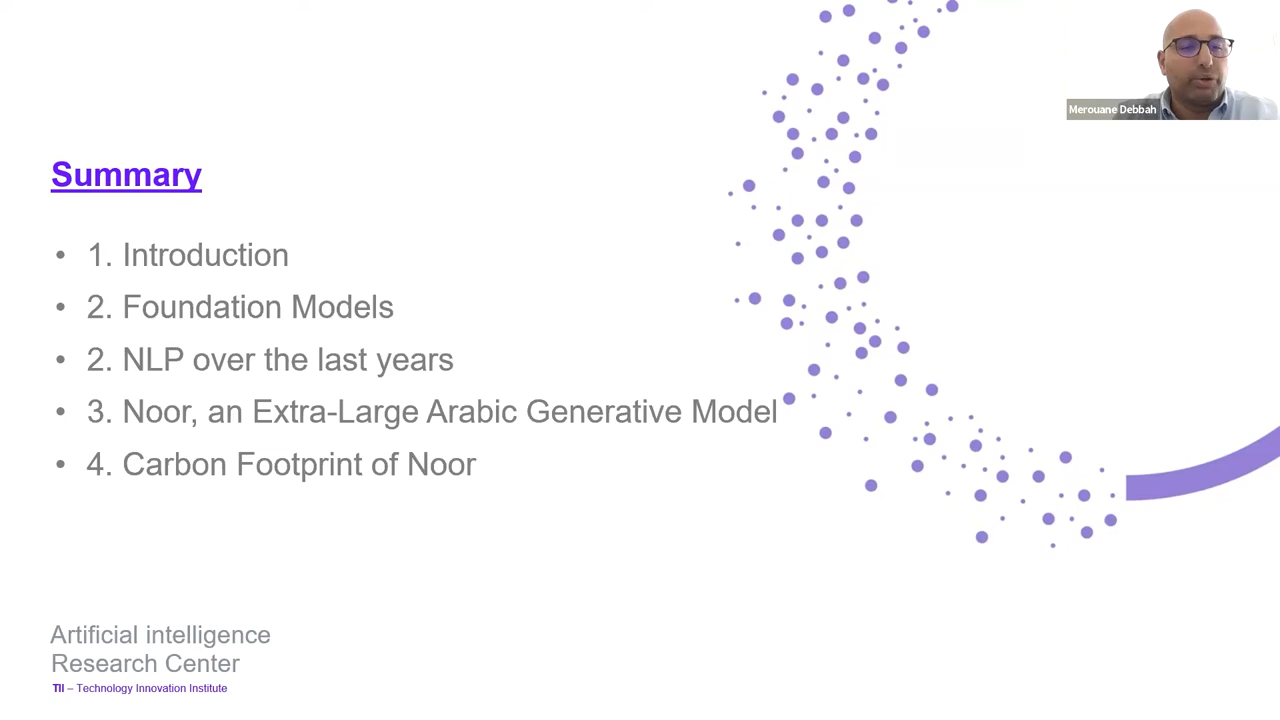 Merouane Debbah
Summary
• 1. Introduction
• 2. Foundation Models
• 2. NLP over the last years
• 3. Noor, an Extra-Large Arabic Generative Model
• 4. Carbon Footprint of Noor
Artificial intelligence
Research Center
TII – Technology Innovation Institute